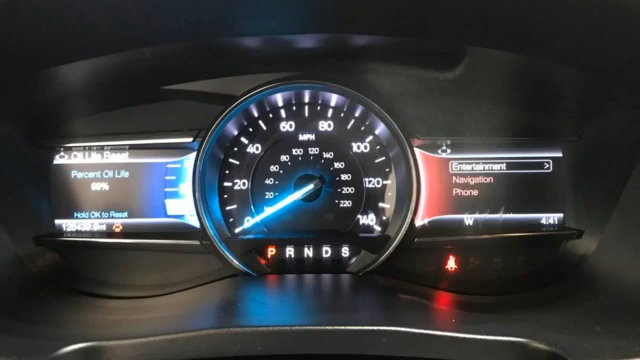 Oil Life Reset
Percent Oil Life
99%
Hold OK to Reset
0 20 40 60 80 100 120 140
MPH
20 40 60 80 100 120 140 160 180 200 220
P R N D S
Entertainment >
Navigation
Phone
W 4:41